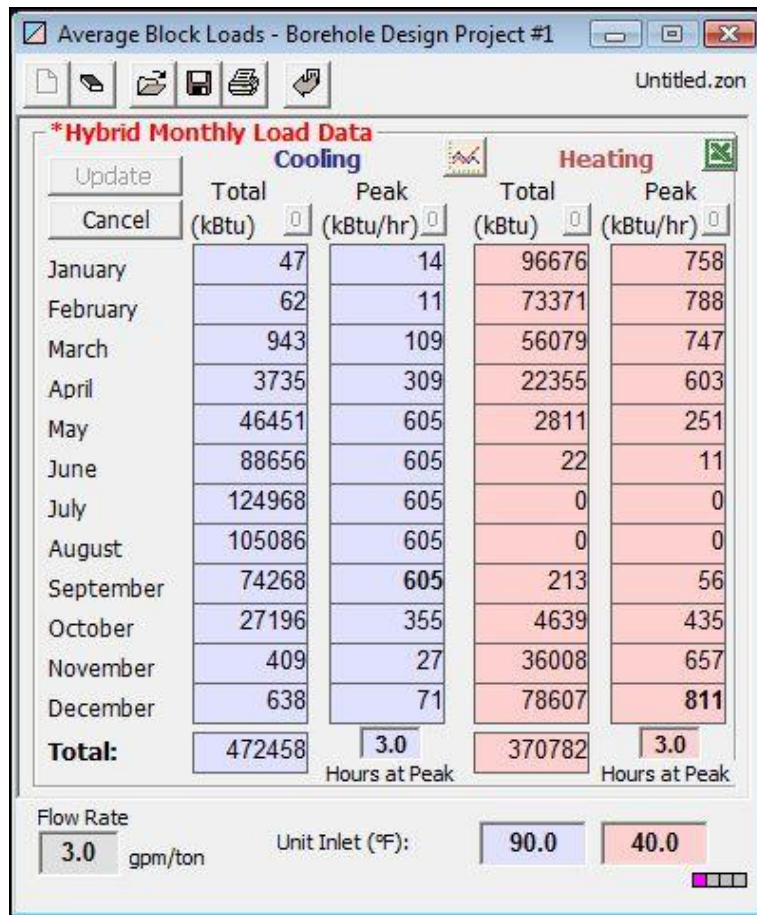 Average Block Loads - Borehole Design Project #1
Untitled.zon
*Hybrid Monthly Load Data
Update
Cancel
Cooling
Heating
Total Peak Total Peak
(kBtu) 0 (kBtu/hr) 0 (kBtu) 0 (kBtu/hr) 0
January 47 14 96676 758
February 62 11 73371 788
March 943 109 56079 747
April 3735 309 22355 603
May 46451 605 2811 251
June 88656 605 22 11
July 124968 605 0 0
August 105086 605 0 0
September 74268 605 213 56
October 27196 355 4639 435
November 409 27 36008 657
December 638 71 78607 811
Total: 472458 3.0 370782 3.0
Hours at Peak Hours at Peak
Flow Rate
3.0 gpm/ton Unit Inlet (°F): 90.0 40.0